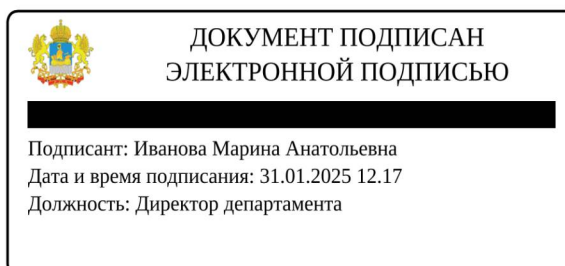 ДОКУМЕНТ ПОДПИСАН
ЭЛЕКТРОННОЙ ПОДПИСЬЮ
Подписант: Иванова Марина Анатольевна
Дата и время подписания: 31.01.2025 12.17
Должность: Директор департамента